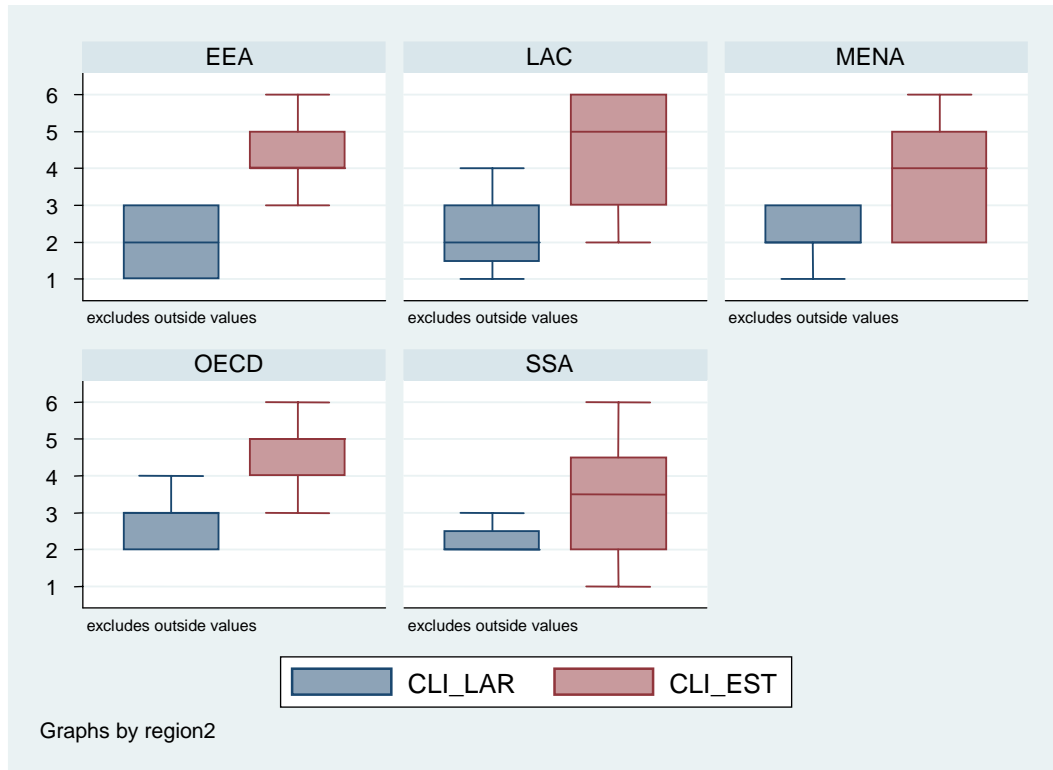 EEA LAC MENA
6
5
4
3
2
1
excludes outside values excludes outside values excludes outside values
OECD SSA
6
5
4
3
2
1
excludes outside values excludes outside values
CLI_LAR CLI_EST
Graphs by region2